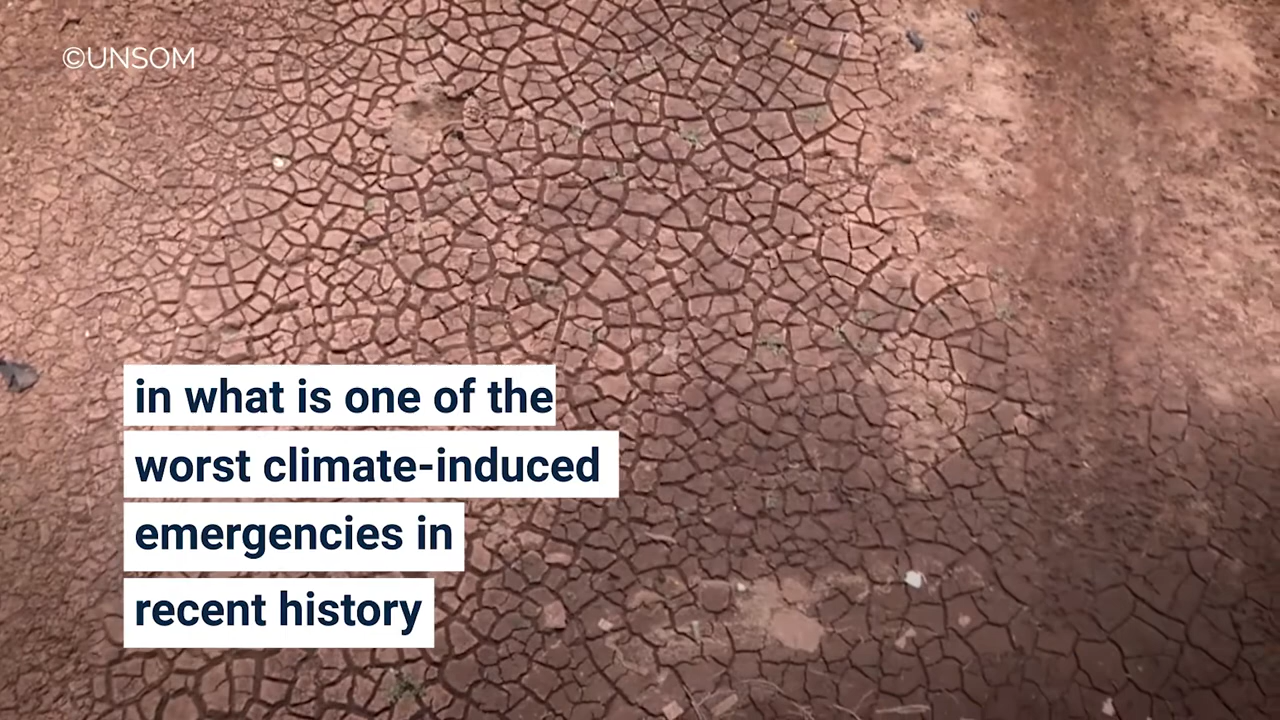 ©UNSOM
in what is one of the
worst climate-induced
emergencies in
recent history